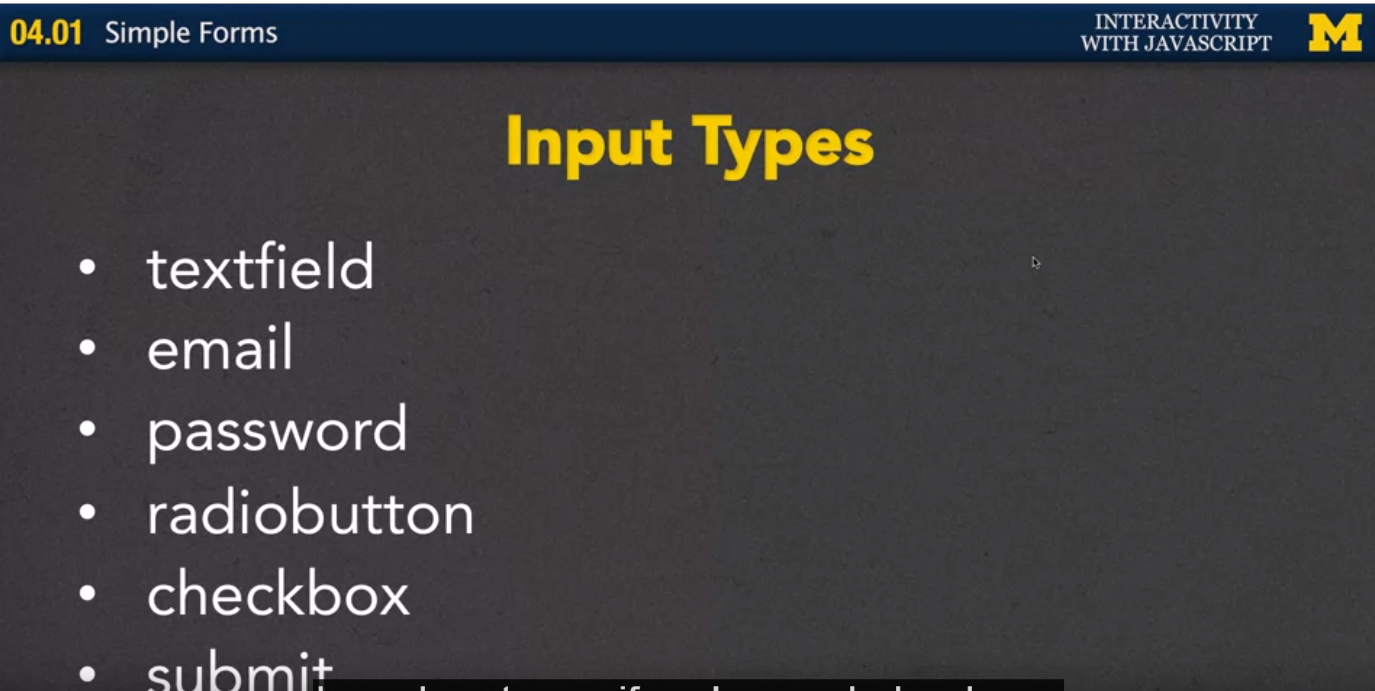 04.01 Simple Forms
INTERACTIVITY
WITH JAVASCRIPT
M
Input Types
• textfield
• email
• password
• radiobutton
• checkbox
• submit